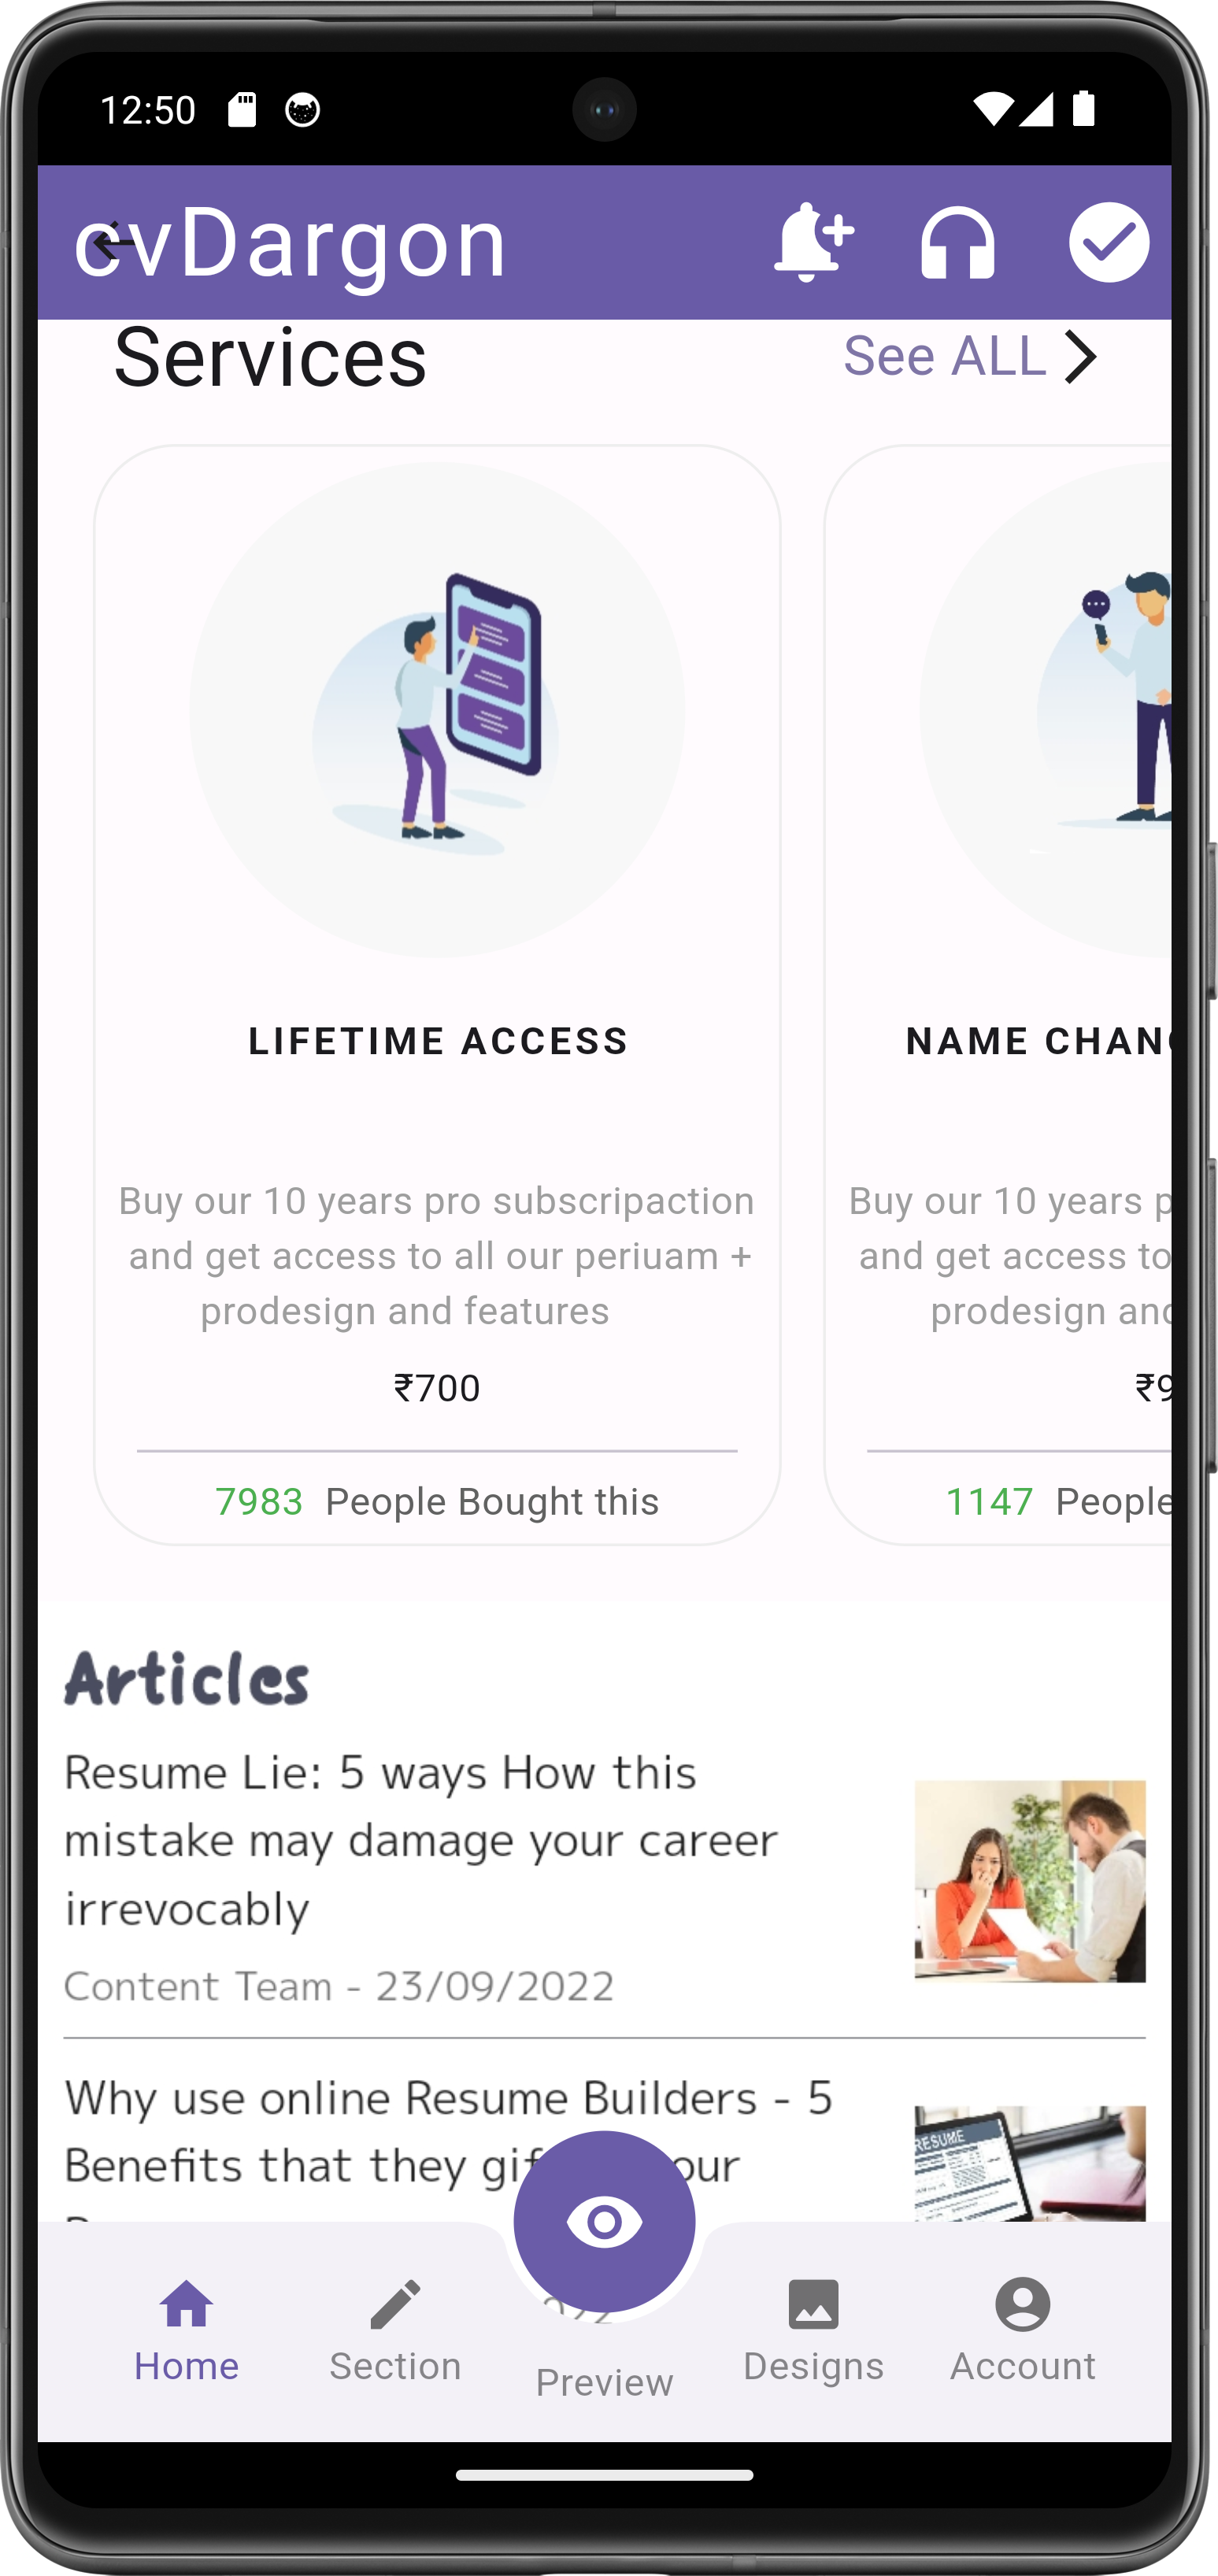 12:50
cvDargon
Services
See ALL
LIFETIME ACCESS
Buy our 10 years pro subscripaction
and get access to all our periuam +
prodesign and features
₹700
7983 People Bought this
NAME CHANG
Buy our 10 years p
and get access to
prodesign and
₹9
1147 People
Articles
Resume Lie: 5 ways How this
mistake may damage your career
irrevocably
Content Team - 23/09/2022
Why use online Resume Builders - 5
Benefits that they gif our
RESUME
Home
Section
Preview
Designs
Account